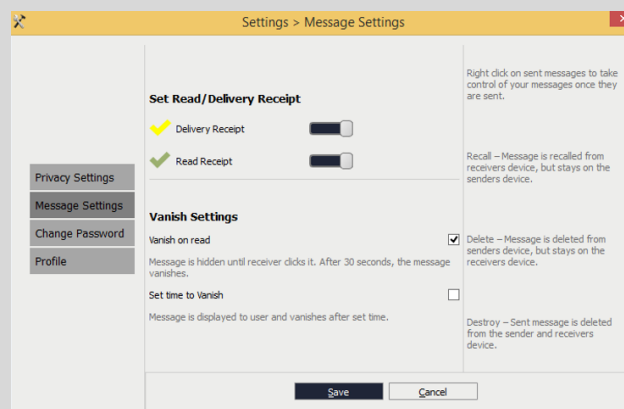 Settings > Message Settings
Privacy Settings
Message Settings
Change Password
Profile
Set Read/Delivery Receipt
Delivery Receipt
Read Receipt
Vanish Settings
Vanish on read
Message is hidden until receiver clicks it. After 30 seconds, the message
vanishes.
Set time to Vanish
Message is displayed to user and vanishes after set time.
Right click on sent messages to take
control of your messages once they
are sent.
Recall – Message is recalled from
receivers device, but stays on the
senders device.
Delete – Message is deleted from
senders device, but stays on the
receivers device.
Destroy – Sent message is deleted
from the sender and receivers
device.
Save
Cancel